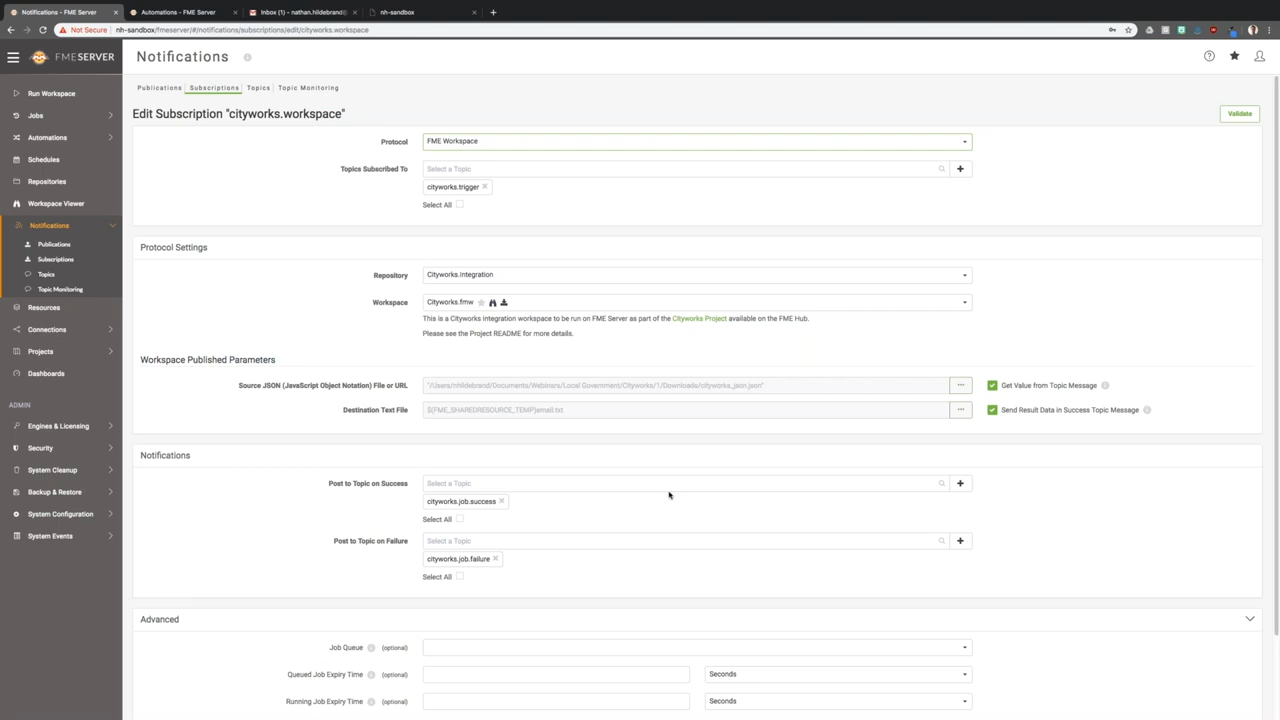 Notifications - FME Server
Automations - FME Server
Inbox (1) - nathan.hildebrand@
nh-sandbox
Not Secure | nh-sandbox/fmeserver/#/notifications/subscriptions/edit/cityworks.workspace
FMESERVER
Notifications
Run Workspace
Jobs
Automations
Schedules
Repositories
Workspace Viewer
Notifications
Publications
Subscriptions
Topics
Topic Monitoring
Resources
Connections
Projects
Dashboards
ADMIN
Engines & Licensing
Security
System Cleanup
Backup & Restore
System Configuration
System Events
Publications Subscriptions Topics Topic Monitoring
Edit Subscription "cityworks.workspace"
Validate
Protocol
FME Workspace
Topics Subscribed To
Select a Topic
cityworks.trigger
Select All
Protocol Settings
Repository
Cityworks.Integration
Workspace
Cityworks.fmw
This is a Cityworks integration workspace to be run on FME Server as part of the Cityworks Project available on the FME Hub.
Please see the Project README for more details.
Workspace Published Parameters
Source JSON (JavaScript Object Notation) File or URL
"/Users/nhildebrand/Documents/Webinars/Local Government/Cityworks/1/Downloads/cityworks_json.json"
Get Value from Topic Message
Destination Text File
$(FME_SHAREDRESOURCE_TEMP)email.txt
Send Result Data in Success Topic Message
Notifications
Post to Topic on Success
Select a Topic
cityworks.job.success
Select All
Post to Topic on Failure
Select a Topic
cityworks.job.failure
Select All
Advanced
Job Queue (optional)
Queued Job Expiry Time (optional)
Seconds
Running Job Expiry Time (optional)
Seconds